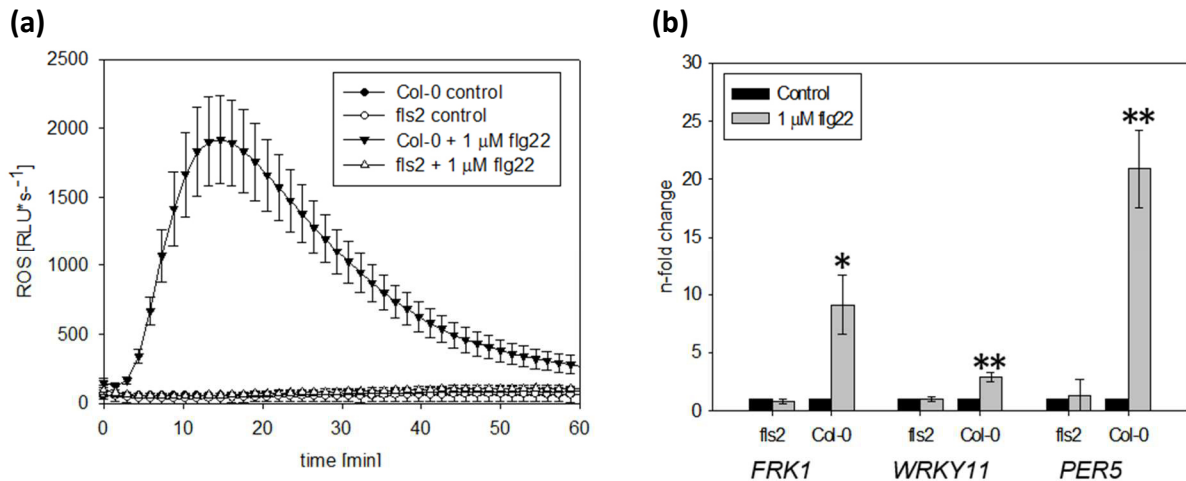 (a)
2500
2000
1500
1000
500
0
ROS [RLU*s-¹]
0 10 20 30 40 50 60
time [min]
Col-0 control
fls2 control
Col-0 + 1 μM flg22
fls2 + 1 μM flg22
(b)
30
25
20
15
10
5
0
n-fold change
Control
1 μM flg22
*
**
**
fls2 Col-0 fls2 Col-0 fls2 Col-0
FRK1 WRKY11 PER5